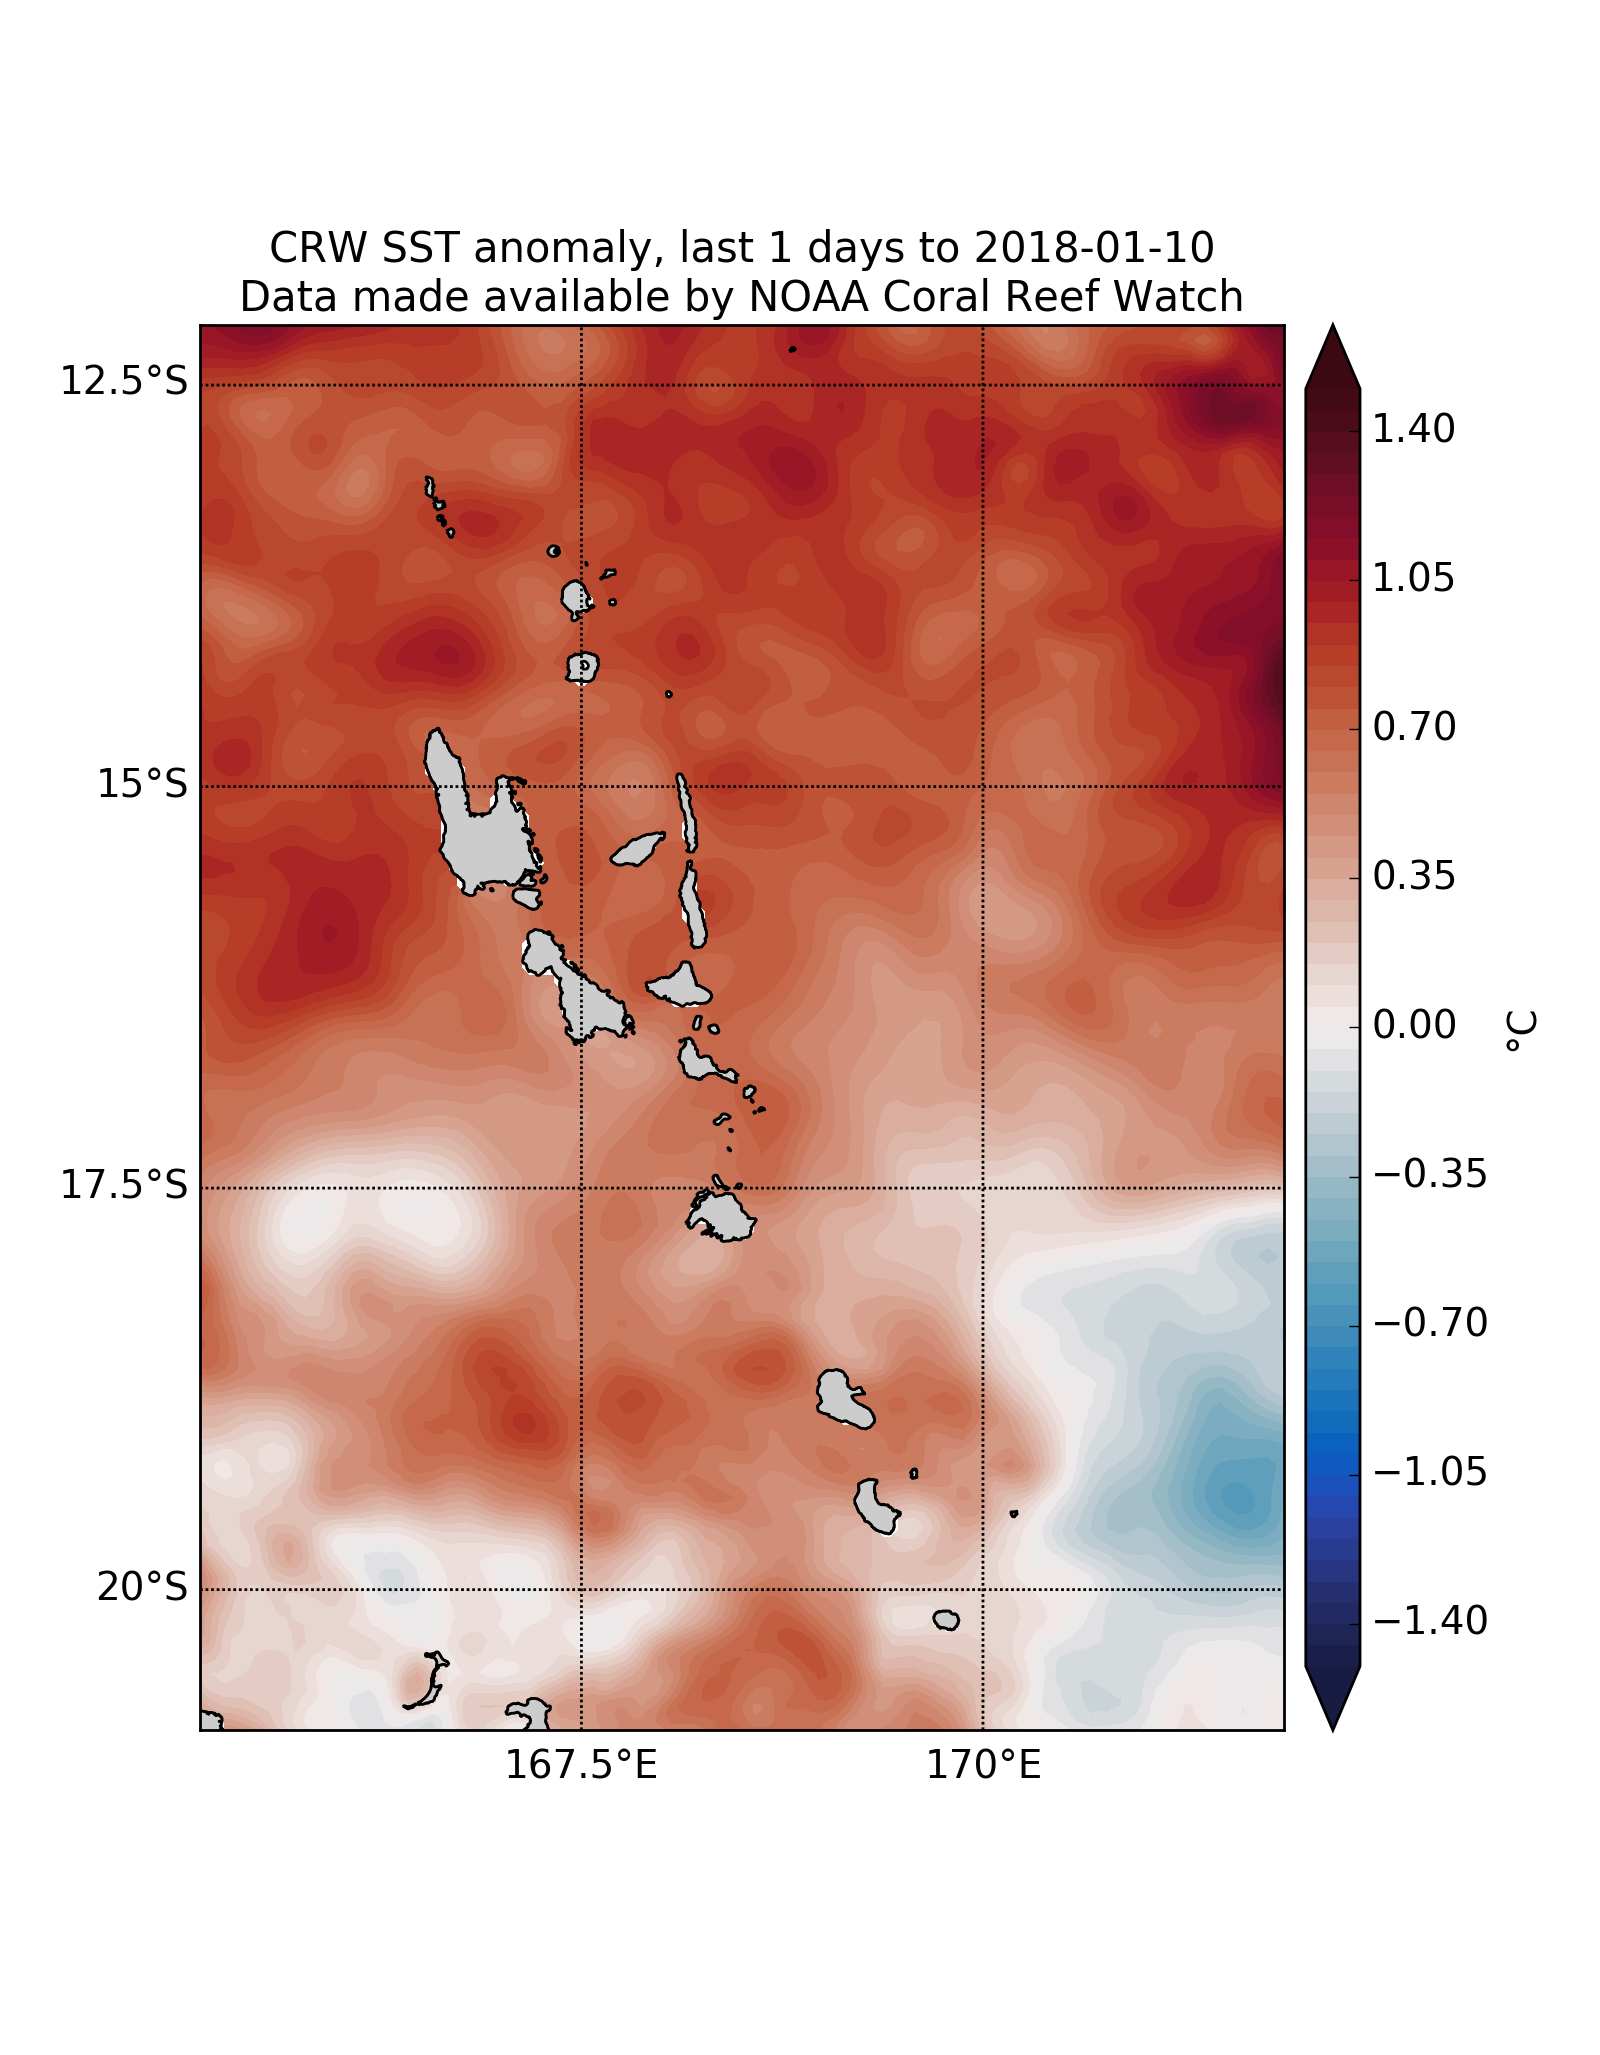 CRW SST anomaly, last 1 days to 2018-01-10
Data made available by NOAA Coral Reef Watch
12.5°S
15°S
17.5°S
20°S
167.5°E
170°E
1.40
1.05
0.70
0.35
0.00
−0.35
−0.70
−1.05
−1.40
°C